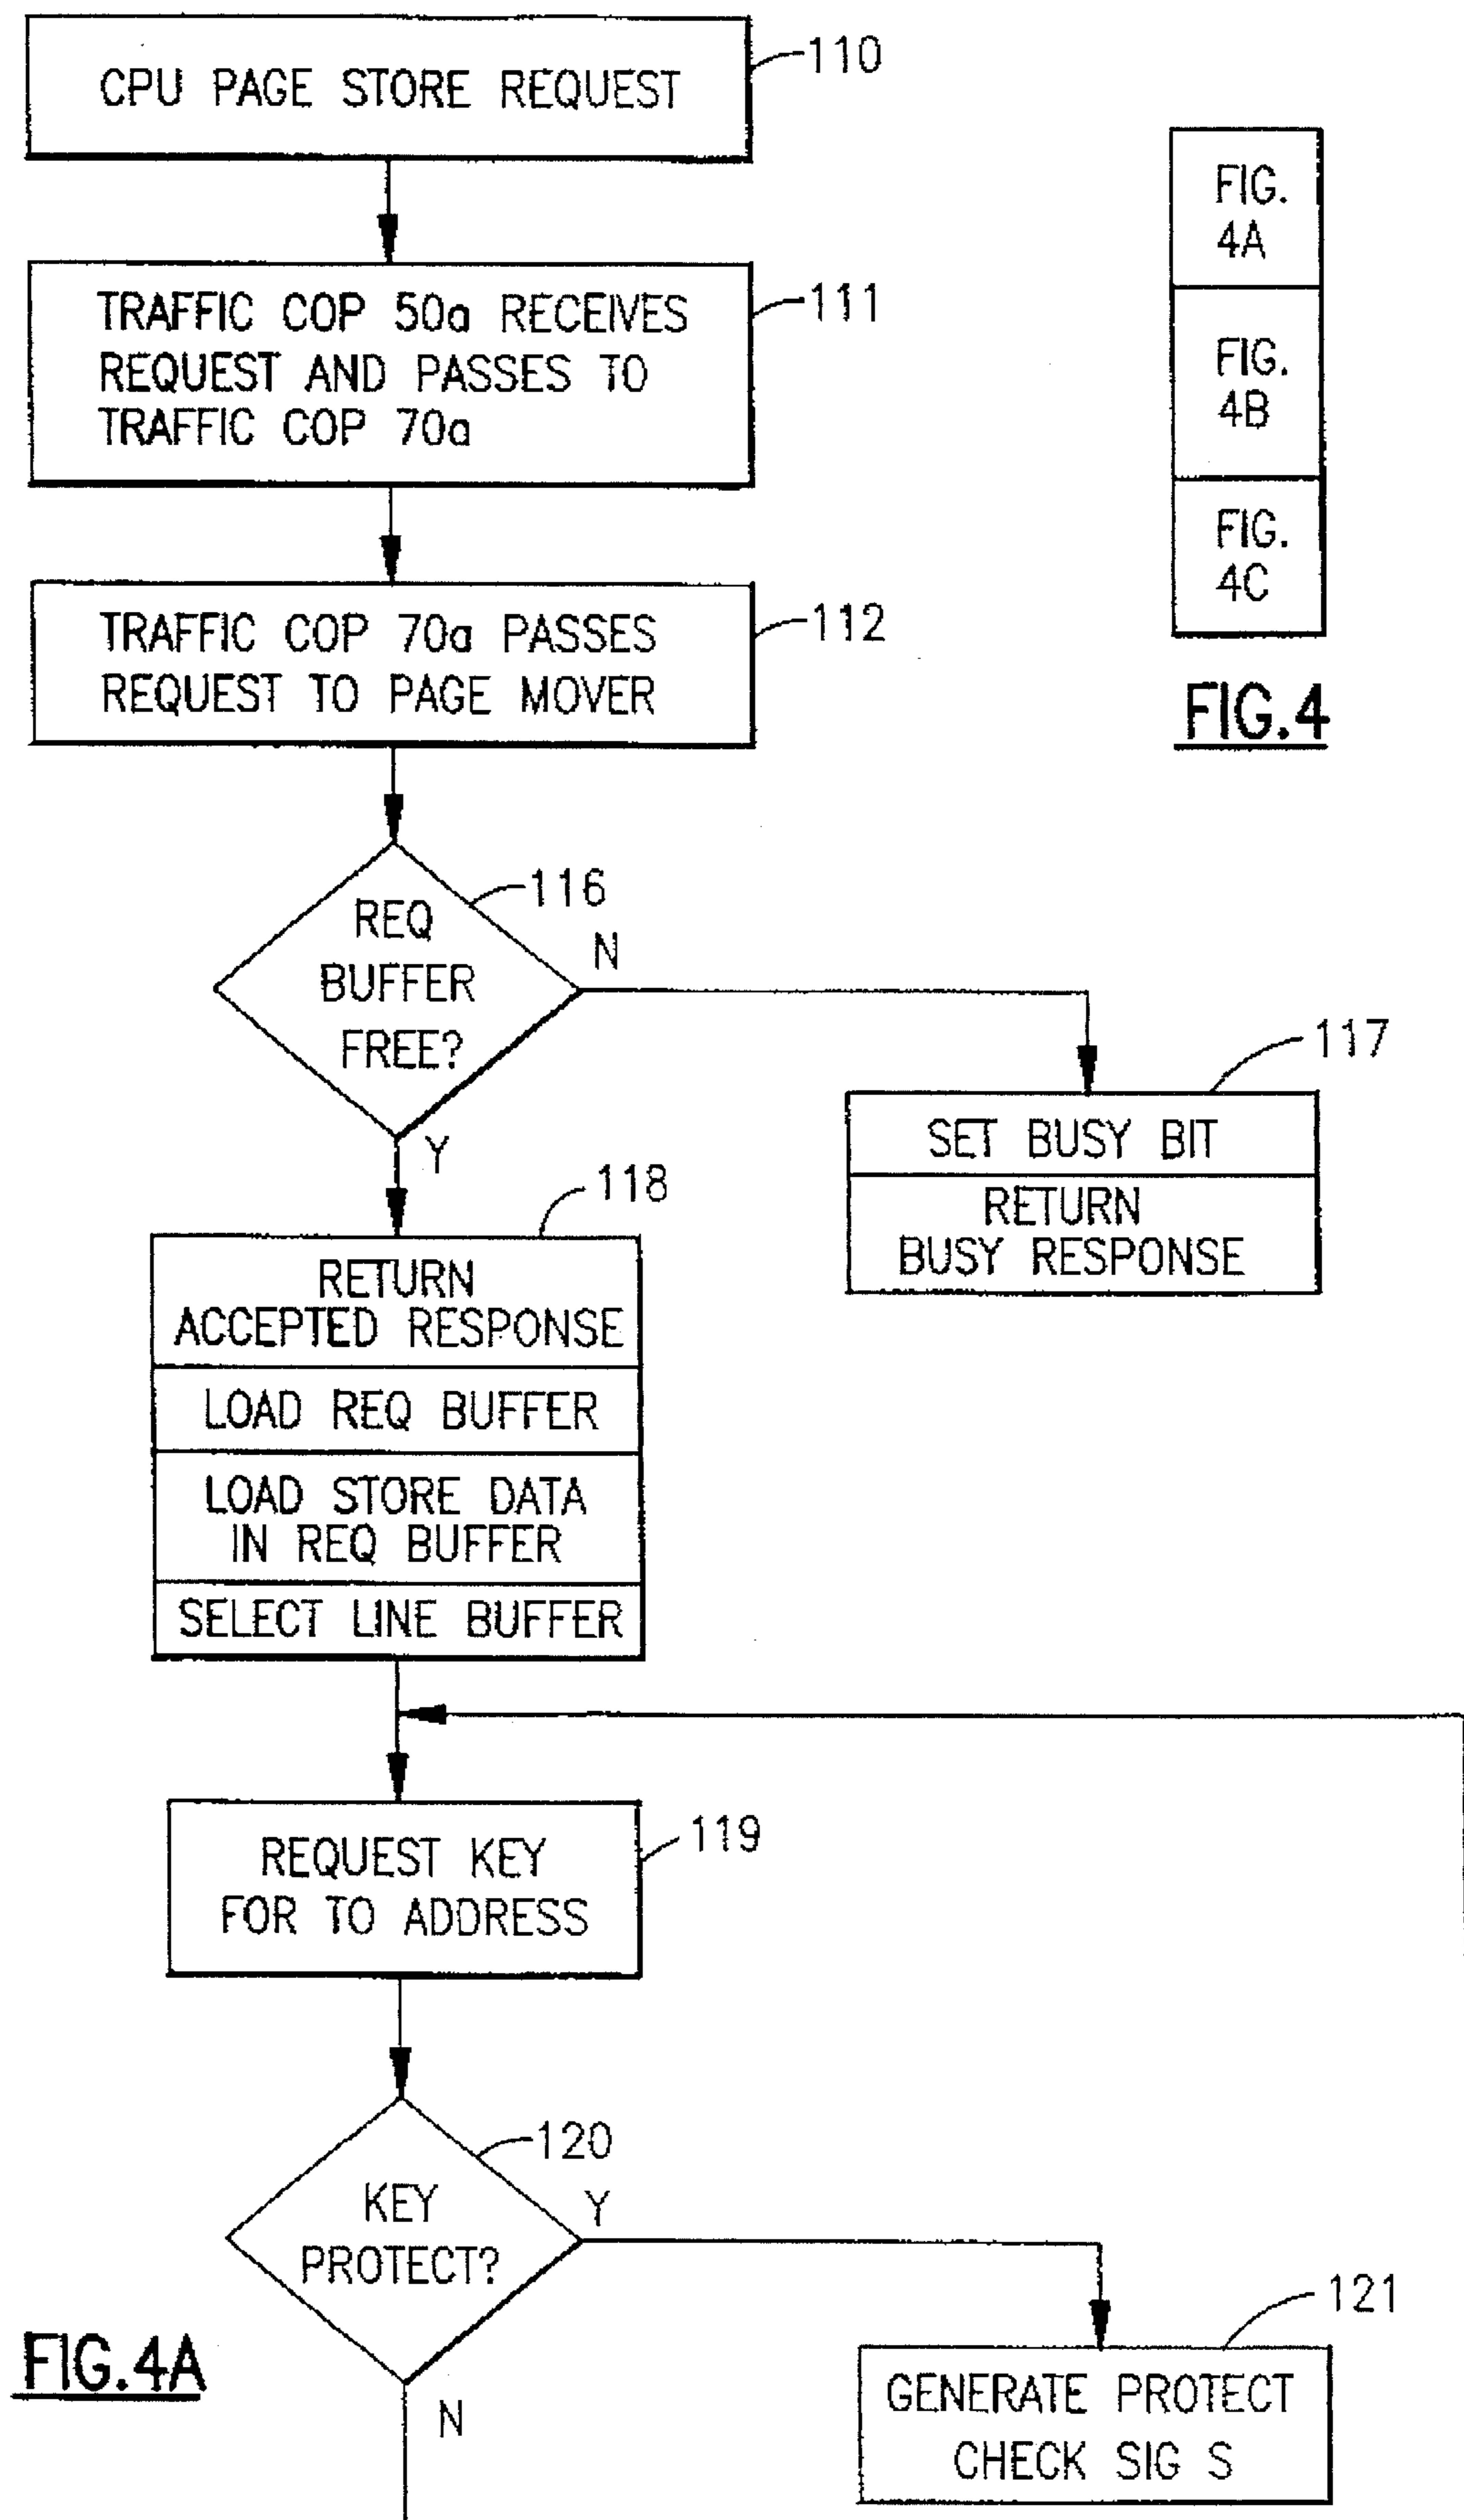 CPU PAGE STORE REQUEST
110
TRAFFIC COP 50a RECEIVES
REQUEST AND PASSES TO
TRAFFIC COP 70a
111
TRAFFIC COP 70a PASSES
REQUEST TO PAGE MOVER
112
FIG.
4A
FIG.
4B
FIG.
4C
FIG.4
REQ
BUFFER
FREE?
116
N
Y
117
SET BUSY BIT
RETURN
BUSY RESPONSE
118
RETURN
ACCEPTED RESPONSE
LOAD REQ BUFFER
LOAD STORE DATA
IN REQ BUFFER
SELECT LINE BUFFER
REQUEST KEY
FOR TO ADDRESS
119
KEY
PROTECT?
120
Y
N
121
GENERATE PROTECT
CHECK SIG S
FIG.4A